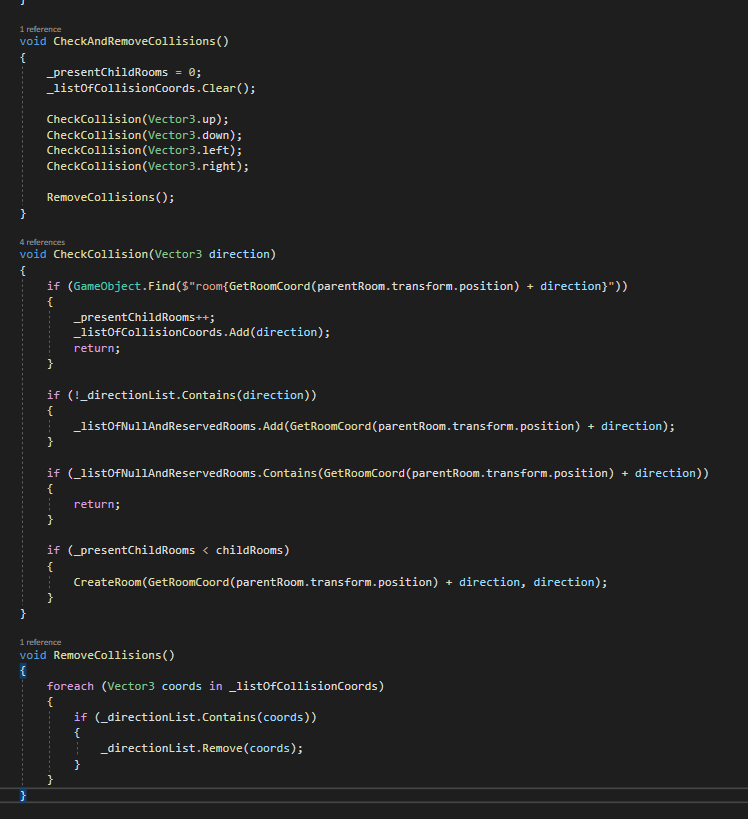 }
1 reference
void CheckAndRemoveCollisions()
{
_presentChildRooms = 0;
_listOfCollisionCoords.Clear();
CheckCollision(Vector3.up);
CheckCollision(Vector3.down);
CheckCollision(Vector3.left);
CheckCollision(Vector3.right);
RemoveCollisions();
}
4 references
void CheckCollision(Vector3 direction)
{
if (GameObject.Find($"room{GetRoomCoord(parentRoom.transform.position) + direction}"))
{
_presentChildRooms++;
_listOfCollisionCoords.Add(direction);
return;
}
if (!_directionList.Contains(direction))
{
_listOfNullAndReservedRooms.Add(GetRoomCoord(parentRoom.transform.position) + direction);
}
if (_listOfNullAndReservedRooms.Contains(GetRoomCoord(parentRoom.transform.position) + direction))
{
return;
}
if (_presentChildRooms < childRooms)
{
CreateRoom(GetRoomCoord(parentRoom.transform.position) + direction, direction);
}
}
1 reference
void RemoveCollisions()
{
foreach (Vector3 coords in _listOfCollisionCoords)
{
if (_directionList.Contains(coords))
{
_directionList.Remove(coords);
}
}
}